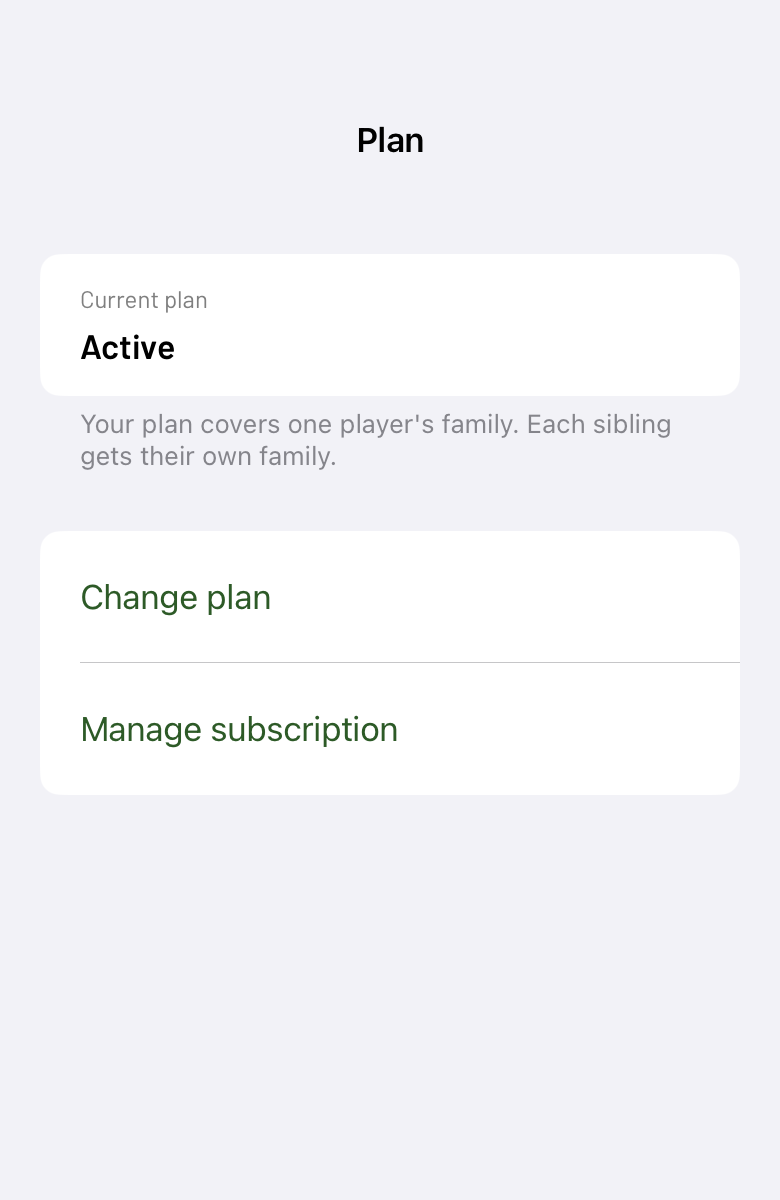 Plan
Current plan
Active
Your plan covers one player's family. Each sibling
gets their own family.
Change plan
Manage subscription